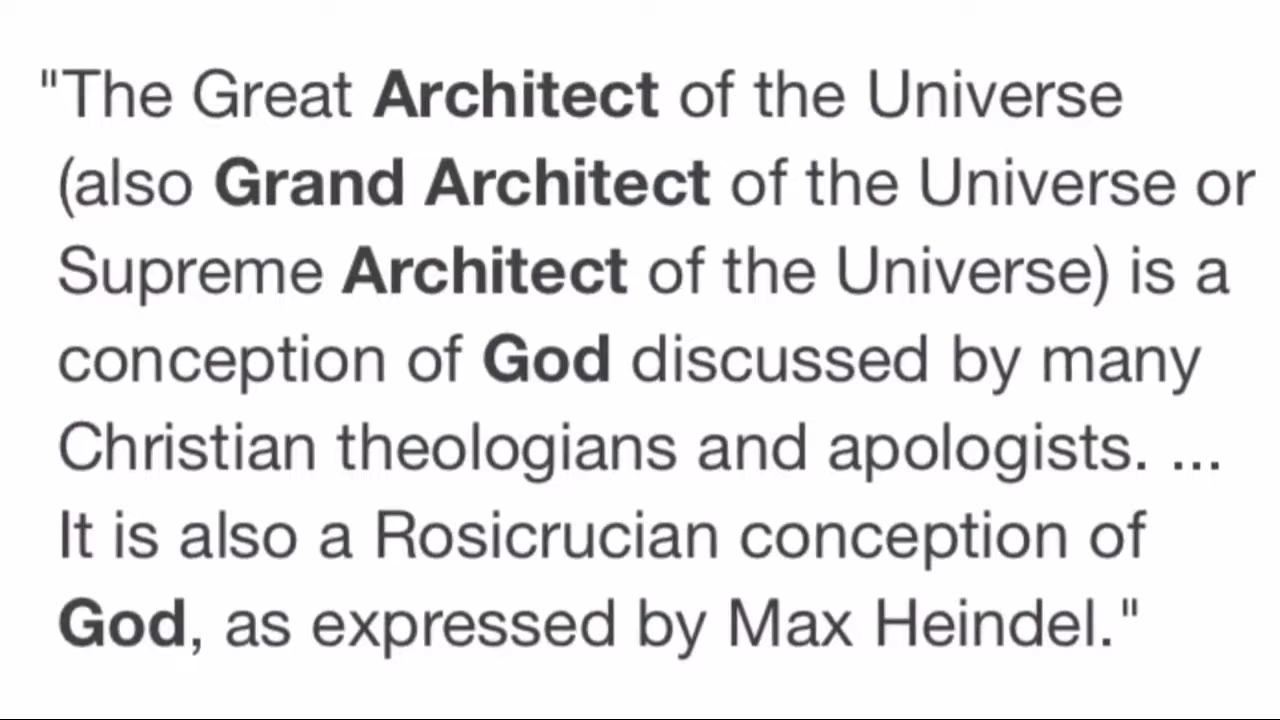 "The Great Architect of the Universe
(also Grand Architect of the Universe or
Supreme Architect of the Universe) is a
conception of God discussed by many
Christian theologians and apologists. ...
It is also a Rosicrucian conception of
God, as expressed by Max Heindel."